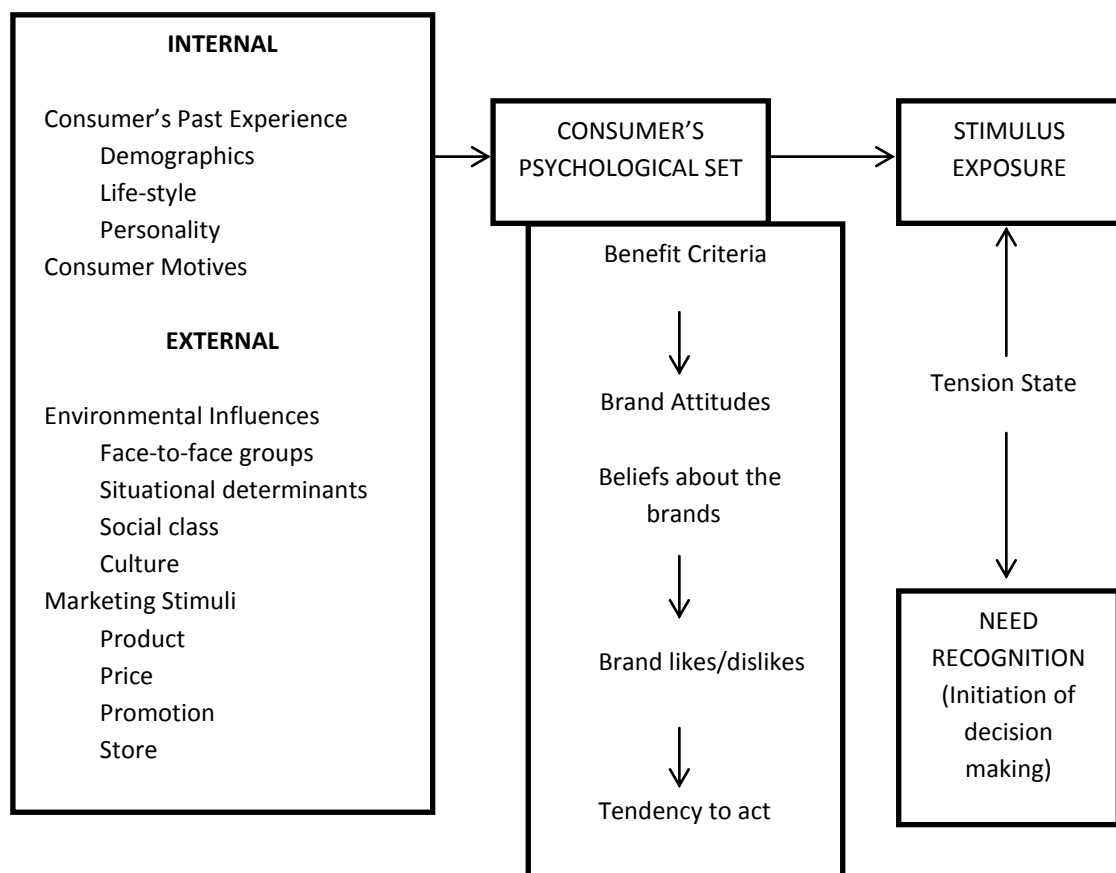 INTERNAL
Consumer’s Past Experience
Demographics
Life-style
Personality
Consumer Motives
EXTERNAL
Environmental Influences
Face-to-face groups
Situational determinants
Social class
Culture
Marketing Stimuli
Product
Price
Promotion
Store
CONSUMER’S
PSYCHOLOGICAL SET
Benefit Criteria
Brand Attitudes
Beliefs about the
brands
Brand likes/dislikes
Tendency to act
STIMULUS
EXPOSURE
Tension State
NEED
RECOGNITION
(Initiation of
decision
making)